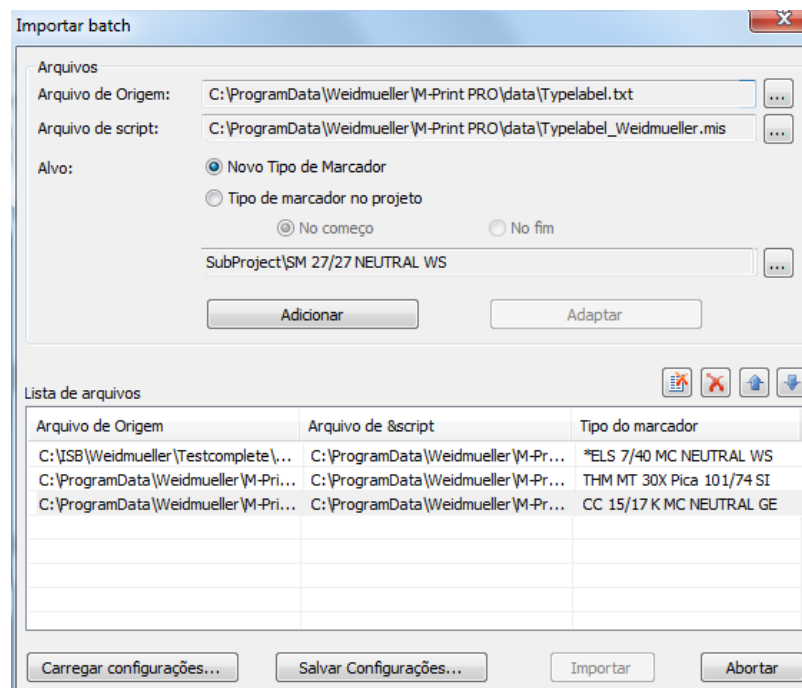 Importar batch
Arquivos
Arquivo de Origem: C:\ProgramData\Weidmueller\M-Print PRO\data\Typelabel.txt ...
Arquivo de script: C:\ProgramData\Weidmueller\M-Print PRO\data\Typelabel_Weidmueller.mis ...
Alvo: Novo Tipo de Marcador
Tipo de marcador no projeto
No começo No fim
SubProject\SM 27/27 NEUTRAL WS ...
Adicionar Adaptar
Lista de arquivos
Arquivo de Origem Arquivo de &script Tipo do marcador
C:\ISB\Weidmueller\Testcomplete\... C:\ProgramData\Weidmueller\M-Pr... *ELS 7/40 MC NEUTRAL WS
C:\ProgramData\Weidmueller\M-Pri... C:\ProgramData\Weidmueller\M-Pr... THM MT 30X Pica 101/74 SI
C:\ProgramData\Weidmueller\M-Pri... C:\ProgramData\Weidmueller\M-Pr... CC 15/17 K MC NEUTRAL GE
Carregar configurações... Salvar Configurações... Importar Abortar